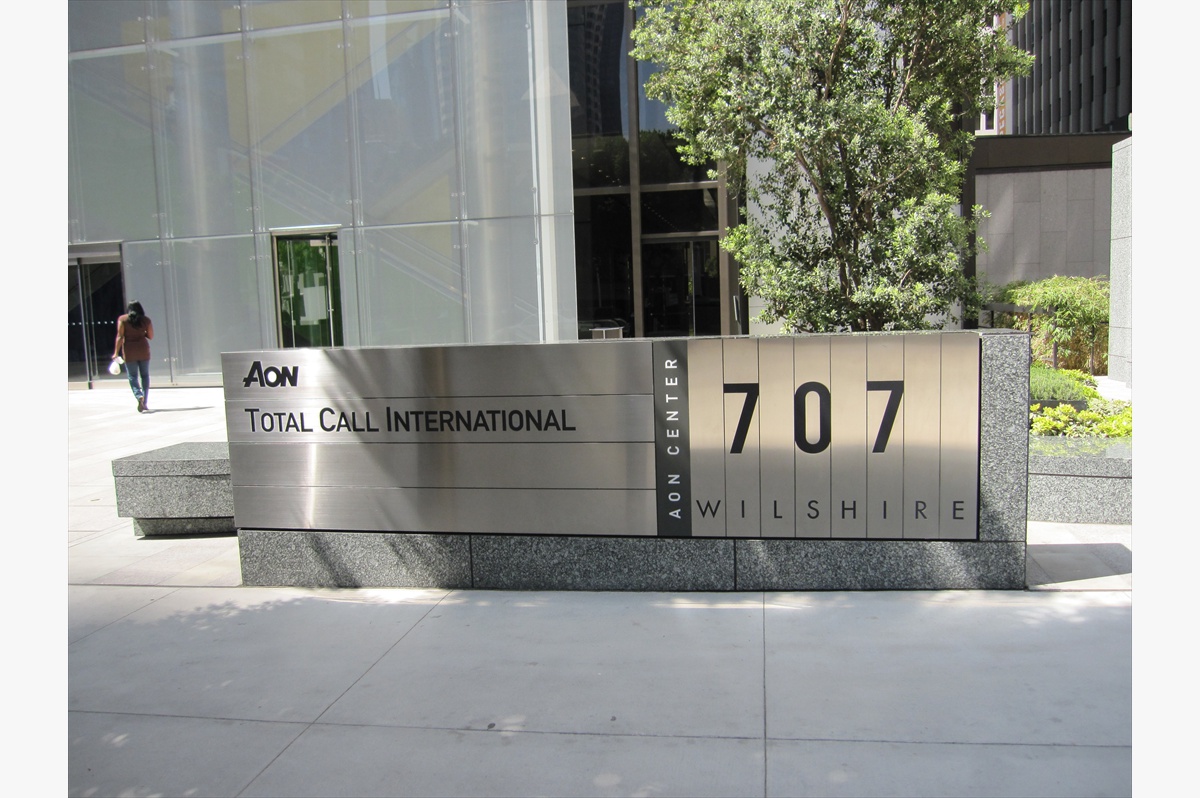 AON
TOTAL CALL INTERNATIONAL
AON CENTER
707
WILSHIRE